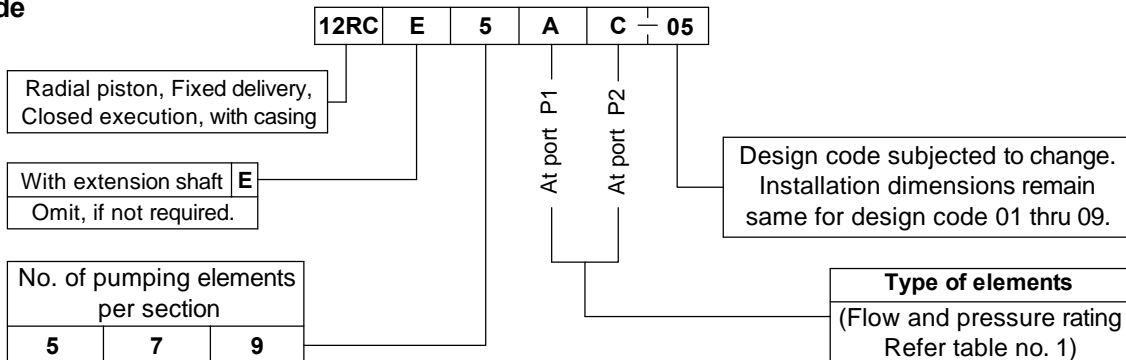 de
12RC E 5 A C 05
Radial piston, Fixed delivery,
Closed execution, with casing
With extension shaft E
Omit, if not required.
No. of pumping elements
per section
5 7 9
At port P1
At port P2
Design code subjected to change.
Installation dimensions remain
same for design code 01 thru 09.
Type of elements
(Flow and pressure rating
Refer table no. 1)